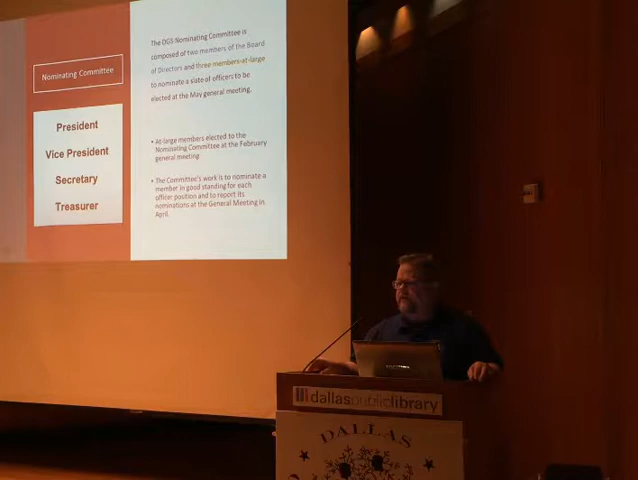 Nominating Committee
President
Vice President
Secretary
Treasurer
The DGS Nominating Committee is
composed of two members of the Board
of Directors and three members-at-large
to nominate a slate of officers to be
elected at the May general meeting.
• At-large members elected to the
Nominating Committee at the February
general meeting
• The Committee's work is to nominate a
member in good standing for each
officer position and to report its
nominations at the General Meeting in
April.
dallaspubliclibrary
DALLAS